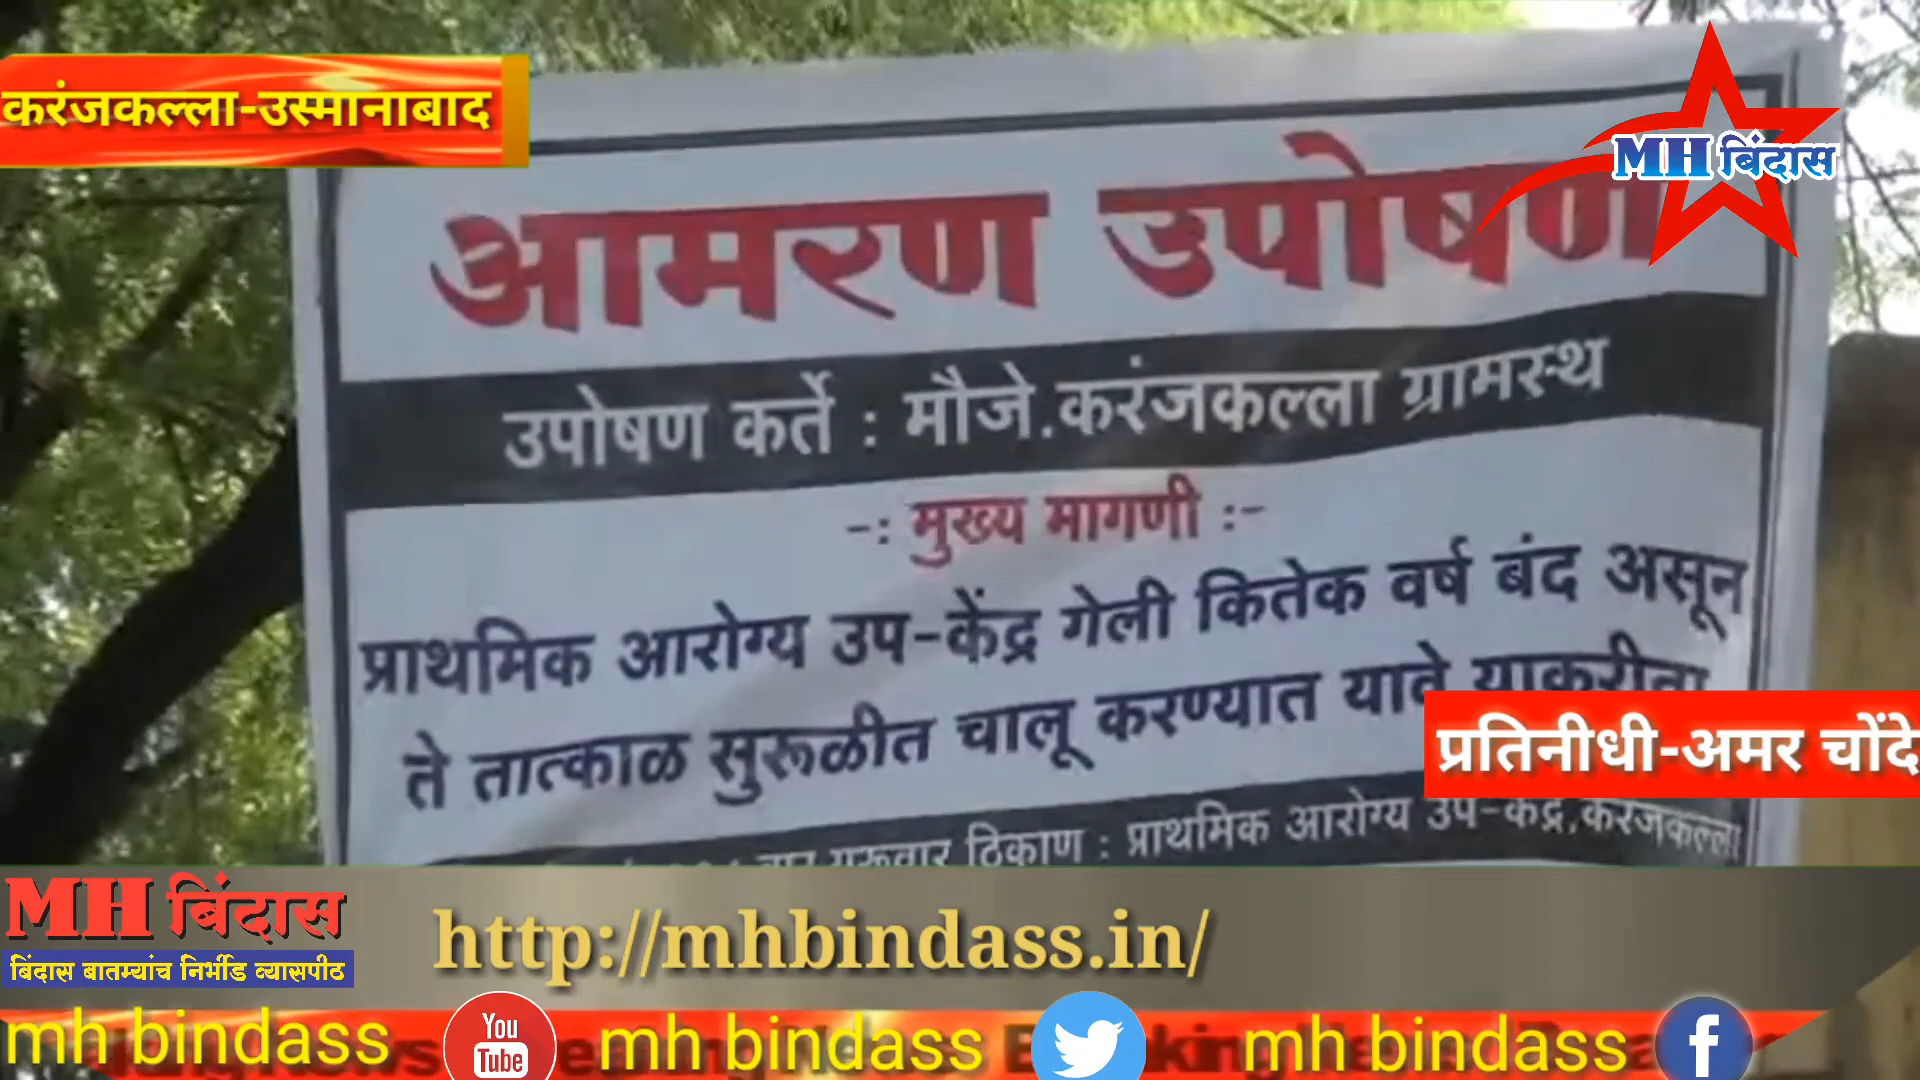 करंजकल्ला-उस्मानाबाद
MH बिंदास
आमरण उपोषण
उपोषण कर्ते : मौजे.करंजकल्ला ग्रामस्थ
-: मुख्य मागणी :-
प्राथमिक आरोग्य उप-केंद्र गेली कितेक वर्ष बंद असून
ते तात्काळ सुरूळीत चालू करण्यात यावे याकरीता
प्रतिनीधी-अमर चोंदे
गुरूवार ठिकाण : प्राथमिक आरोग्य उप-केंद्र,करंजकल्ला
MH बिंदास
बिंदास बातम्यांच निर्भीड व्यासपीठ
http://mhbindass.in/
mh bindass
You
Tube
mh bindass
mh bindass
f